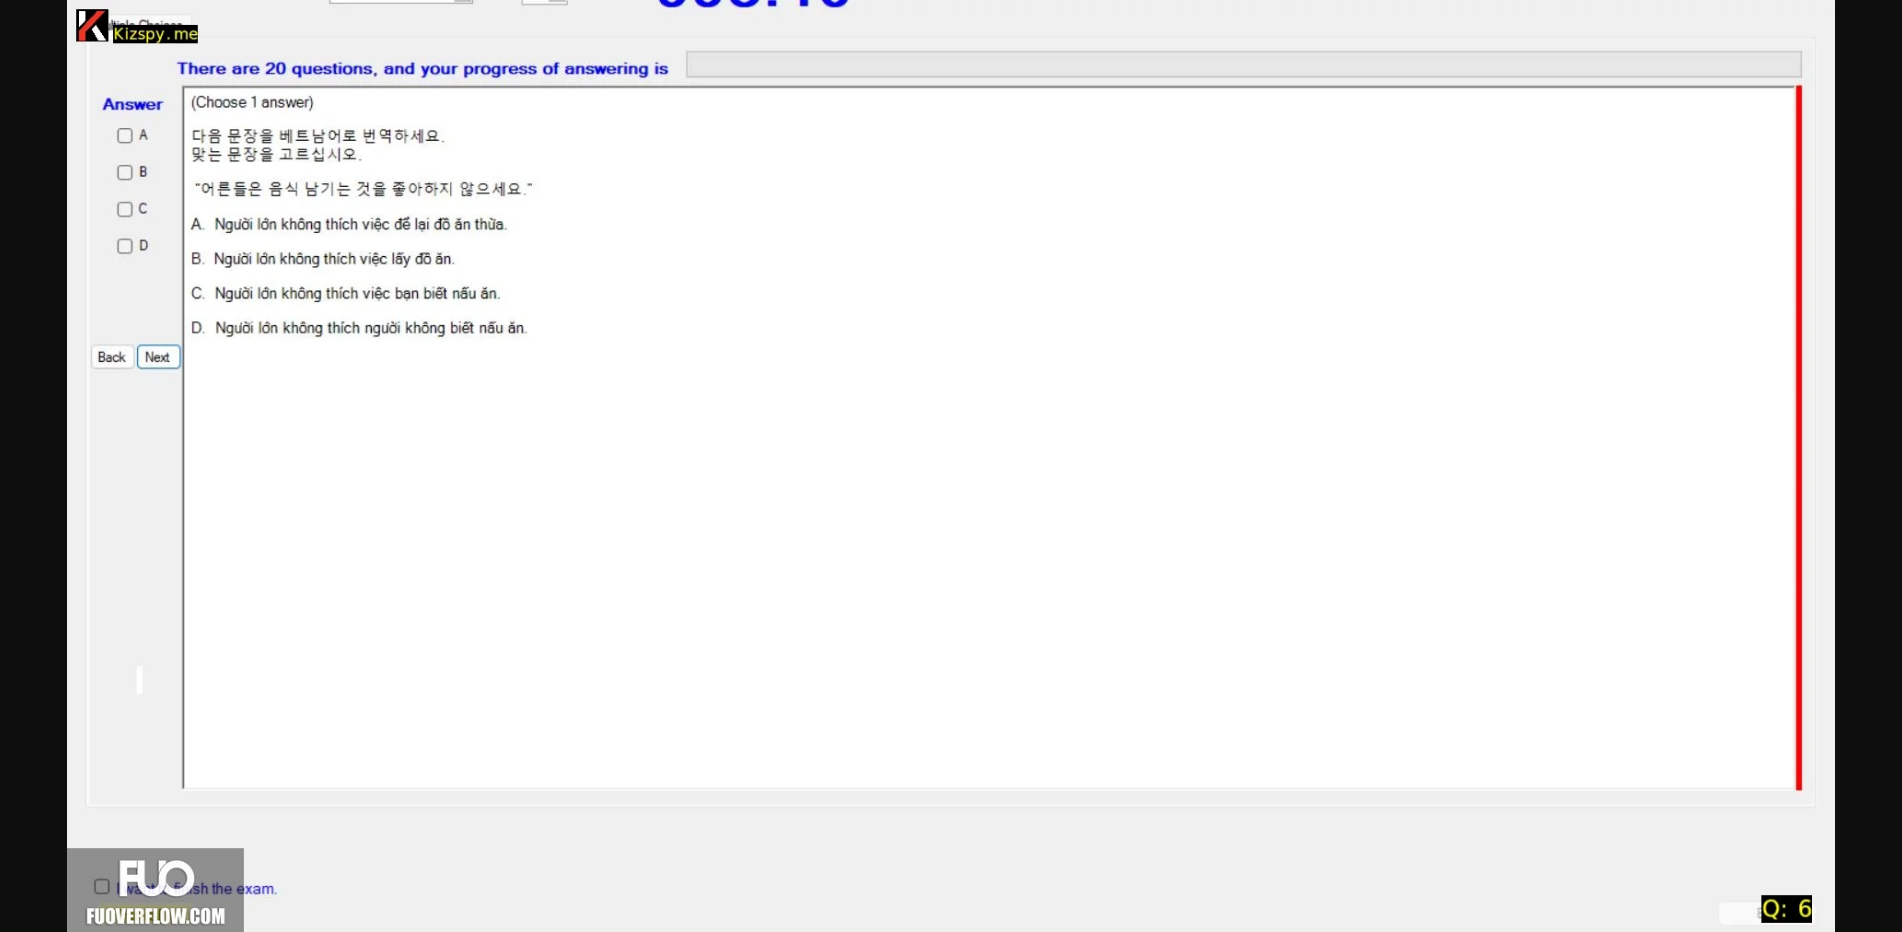 Kizspy.me
There are 20 questions, and your progress of answering is
Answer
(Choose 1 answer)
A
다음 문장을 베트남어로 번역하세요.
맞는 문장을 고르십시오.
B
"어른들은 음식 남기는 것을 좋아하지 않으세요."
C
A. Người lớn không thích việc để lại đồ ăn thừa.
D
B. Người lớn không thích việc lấy đồ ăn.
C. Người lớn không thích việc bạn biết nấu ăn.
D. Người lớn không thích người không biết nấu ăn.
Back Next
FUO
finish the exam.
FUOVERFLOW.COM
Q: 6